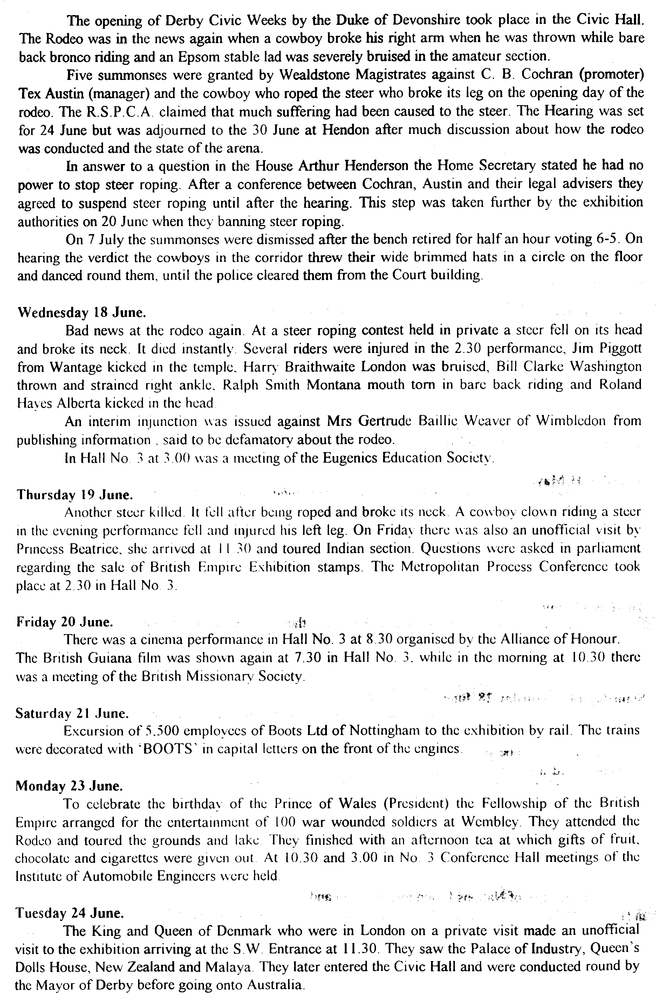 The opening of Derby Civic Weeks by the Duke of Devonshire took place in the Civic Hall.
The Rodeo was in the news again when a cowboy broke his right arm when he was thrown while bare
back bronco riding and an Epsom stable lad was severely bruised in the amateur section.
Five summonses were granted by Wealdstone Magistrates against C. B. Cochran (promoter)
Tex Austin (manager) and the cowboy who roped the steer who broke its leg on the opening day of the
rodeo. The R.S.P.C.A. claimed that much suffering had been caused to the steer. The Hearing was set
for 24 June but was adjourned to the 30 June at Hendon after much discussion about how the rodeo
was conducted and the state of the arena.
In answer to a question in the House Arthur Henderson the Home Secretary stated he had no
power to stop steer roping. After a conference between Cochran, Austin and their legal advisers they
agreed to suspend steer roping until after the hearing. This step was taken further by the exhibition
authorities on 20 June when they banning steer roping.
On 7 July the summonses were dismissed after the bench retired for half an hour voting 6-5. On
hearing the verdict the cowboys in the corridor threw their wide brimmed hats in a circle on the floor
and danced round them, until the police cleared them from the Court building.
Wednesday 18 June.
Bad news at the rodeo again. At a steer roping contest held in private a steer fell on its head
and broke its neck. It died instantly. Several riders were injured in the 2.30 performance, Jim Piggott
from Wantage kicked in the temple, Harry Braithwaite London was bruised, Bill Clarke Washington
thrown and strained right ankle, Ralph Smith Montana mouth torn in bare back riding and Roland
Hayes Alberta kicked in the head.
An interim injunction was issued against Mrs Gertrude Baillie Weaver of Wimbledon from
publishing information , said to be defamatory about the rodeo.
In Hall No. 3 at 3.00 was a meeting of the Eugenics Education Society.
Thursday 19 June.
Another steer killed. It fell after being roped and broke its neck. A cowboy clown riding a steer
in the evening performance fell and injured his left leg. On Friday there was also an unofficial visit by
Princess Beatrice, she arrived at 11.30 and toured Indian section. Questions were asked in parliament
regarding the sale of British Empire Exhibition stamps. The Metropolitan Process Conference took
place at 2.30 in Hall No. 3.
Friday 20 June.
There was a cinema performance in Hall No. 3 at 8.30 organised by the Alliance of Honour.
The British Guiana film was shown again at 7.30 in Hall No. 3, while in the morning at 10.30 there
was a meeting of the British Missionary Society.
Saturday 21 June.
Excursion of 5,500 employees of Boots Ltd of Nottingham to the exhibition by rail. The trains
were decorated with 'BOOTS' in capital letters on the front of the engines.
Monday 23 June.
To celebrate the birthday of the Prince of Wales (President) the Fellowship of the British
Empire arranged for the entertainment of 100 war wounded soldiers at Wembley. They attended the
Rodeo and toured the grounds and lake. They finished with an afternoon tea at which gifts of fruit,
chocolate and cigarettes were given out. At 10.30 and 3.00 in No. 3 Conference Hall meetings of the
Institute of Automobile Engineers were held.
Tuesday 24 June.
The King and Queen of Denmark who were in London on a private visit made an unofficial
visit to the exhibition arriving at the S.W. Entrance at 11.30. They saw the Palace of Industry, Queen's
Dolls House, New Zealand and Malaya. They later entered the Civic Hall and were conducted round by
the Mayor of Derby before going onto Australia.